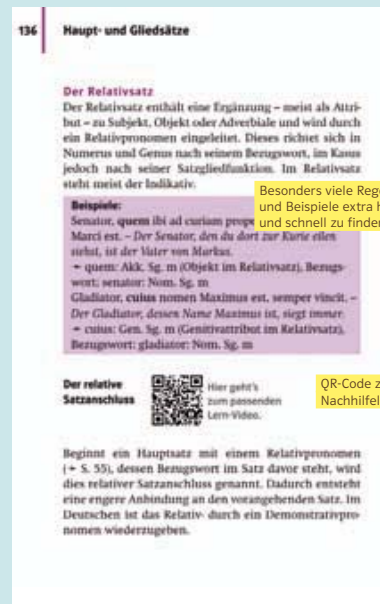 136 Haupt- und Gliedsätze
Der Relativsatz
Der Relativsatz enthält eine Ergänzung – meist als Attri-
but – zu Subjekt, Objekt oder Adverbiale und wird durch
ein Relativpronomen eingeleitet. Dieses richtet sich in
Numerus und Genus nach seinem Bezugswort, im Kasus
jedoch nach seiner Satzgliedfunktion. Im Relativsatz
steht meist der Indikativ.
Besonders viele Rege
und Beispiele extra h
und schnell zu finden
Beispiele:
Senator, quem ibi ad curiam prope
Marci est. – Der Senator, den du dort zur Kurie eilen
siehst, ist der Vater von Markus.
→ quem: Akk. Sg. m (Objekt im Relativsatz), Bezugs-
wort: senator: Nom. Sg. m
Gladiator, cuius nomen Maximus est, semper vincit. –
Der Gladiator, dessen Name Maximus ist, siegt immer.
→ cuius: Gen. Sg. m (Genitivattribut im Relativsatz),
Bezugswort: gladiator: Nom. Sg. m
Der relative
Satzanschluss
Hier geht's
zum passenden
Lern-Video.
QR-Code z
Nachhilfe
Beginnt ein Hauptsatz mit einem Relativpronomen
(→ S. 55), dessen Bezugswort im Satz davor steht, wird
dies relativer Satzanschluss genannt. Dadurch entsteht
eine engere Anbindung an den vorangehenden Satz. Im
Deutschen ist das Relativ- durch ein Demonstrativpro-
nomen wiederzugeben.